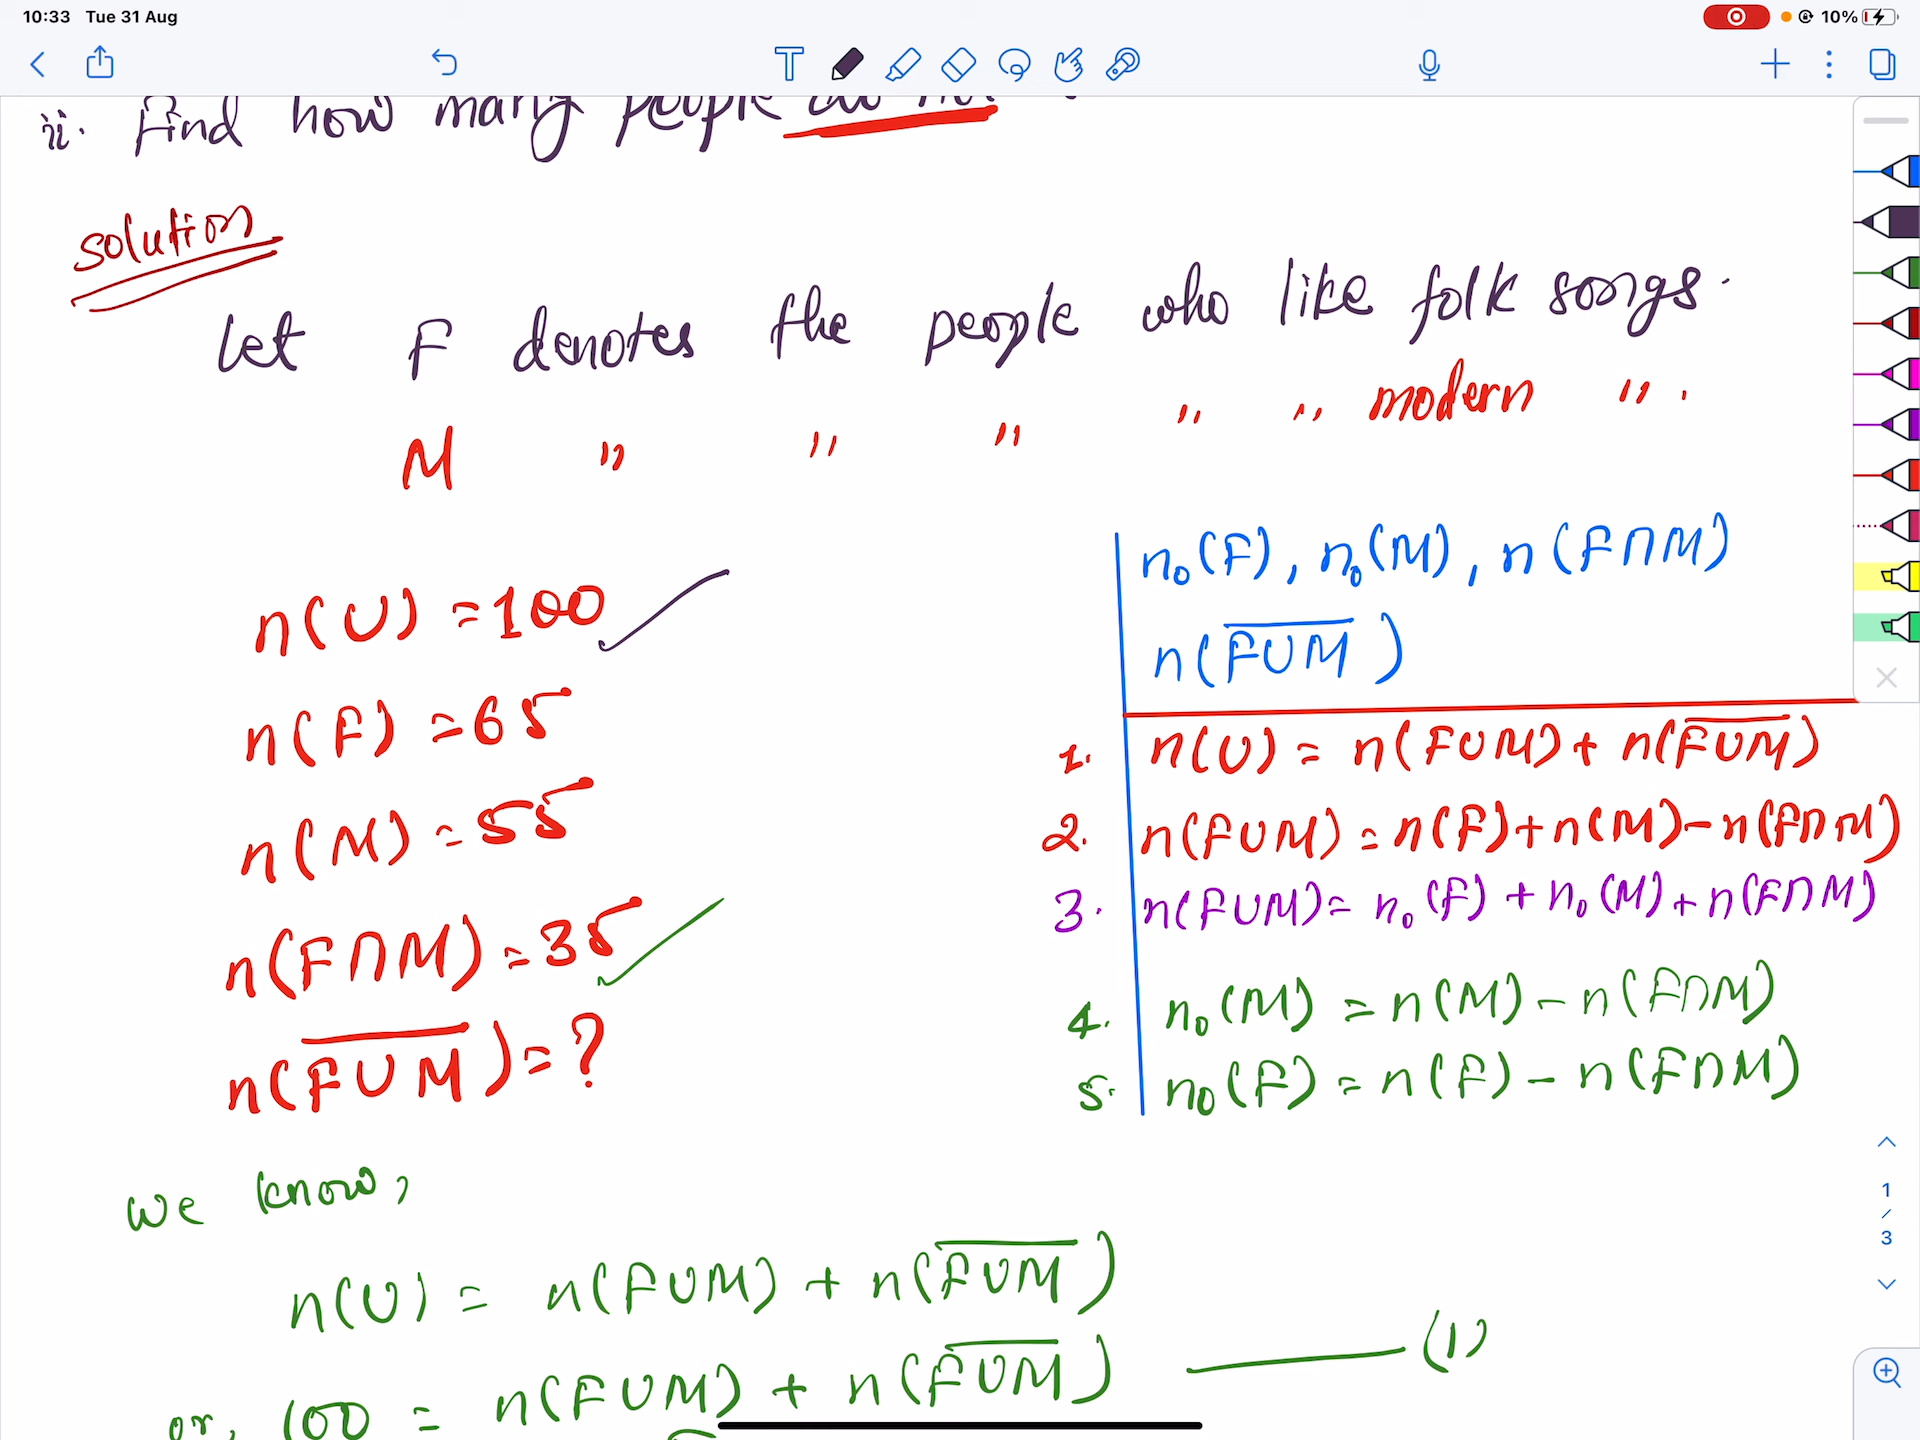 10:33 Tue 31 Aug
10%
ii. Find how many people do not
solution
Let F denotes the people who like folk songs.
M " " " " " modern ".
n(U) = 100
n(F) = 65
n(M) = 55
n(F∩M) = 35
n(F̅∪̅M̅) = ?
n₀(F), n₀(M), n(F∩M)
n(F̅∪̅M̅)
1. n(U) = n(F∪M) + n(F̅∪̅M̅)
2. n(F∪M) = n(F) + n(M) - n(F∩M)
3. n(F∪M) = n₀(F) + n₀(M) + n(F∩M)
4. n₀(M) = n(M) - n(F∩M)
5. n₀(F) = n(F) - n(F∩M)
we know,
n(U) = n(F∪M) + n(F̅∪̅M̅)
or, 100 = n(F∪M) + n(F̅∪̅M̅) —— (1)
1
/
3